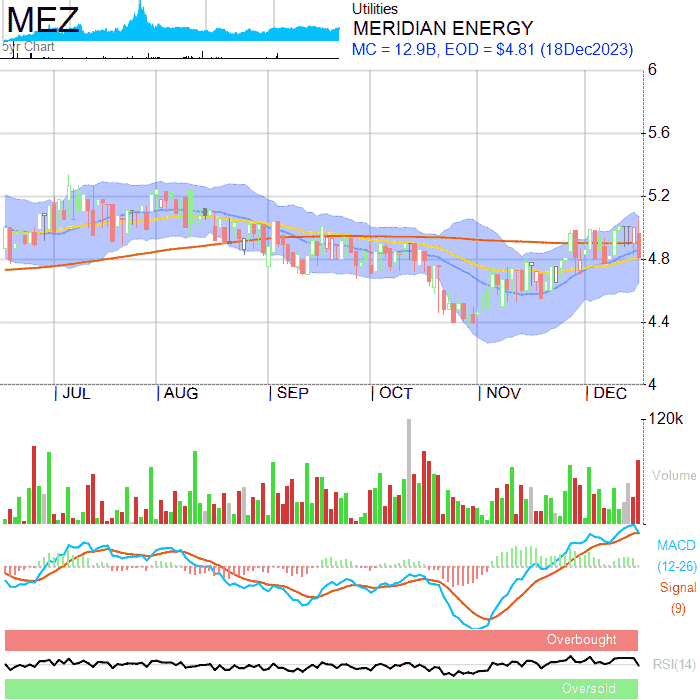 MEZ
5yr Chart
Utilities
MERIDIAN ENERGY
MC = 12.9B, EOD = $4.81 (18Dec2023)
6
5.6
5.2
4.8
4.4
4
JUL AUG SEP OCT NOV DEC
120k
Volume
MACD
(12-26)
Signal
(9)
Overbought
RSI(14)
Oversold